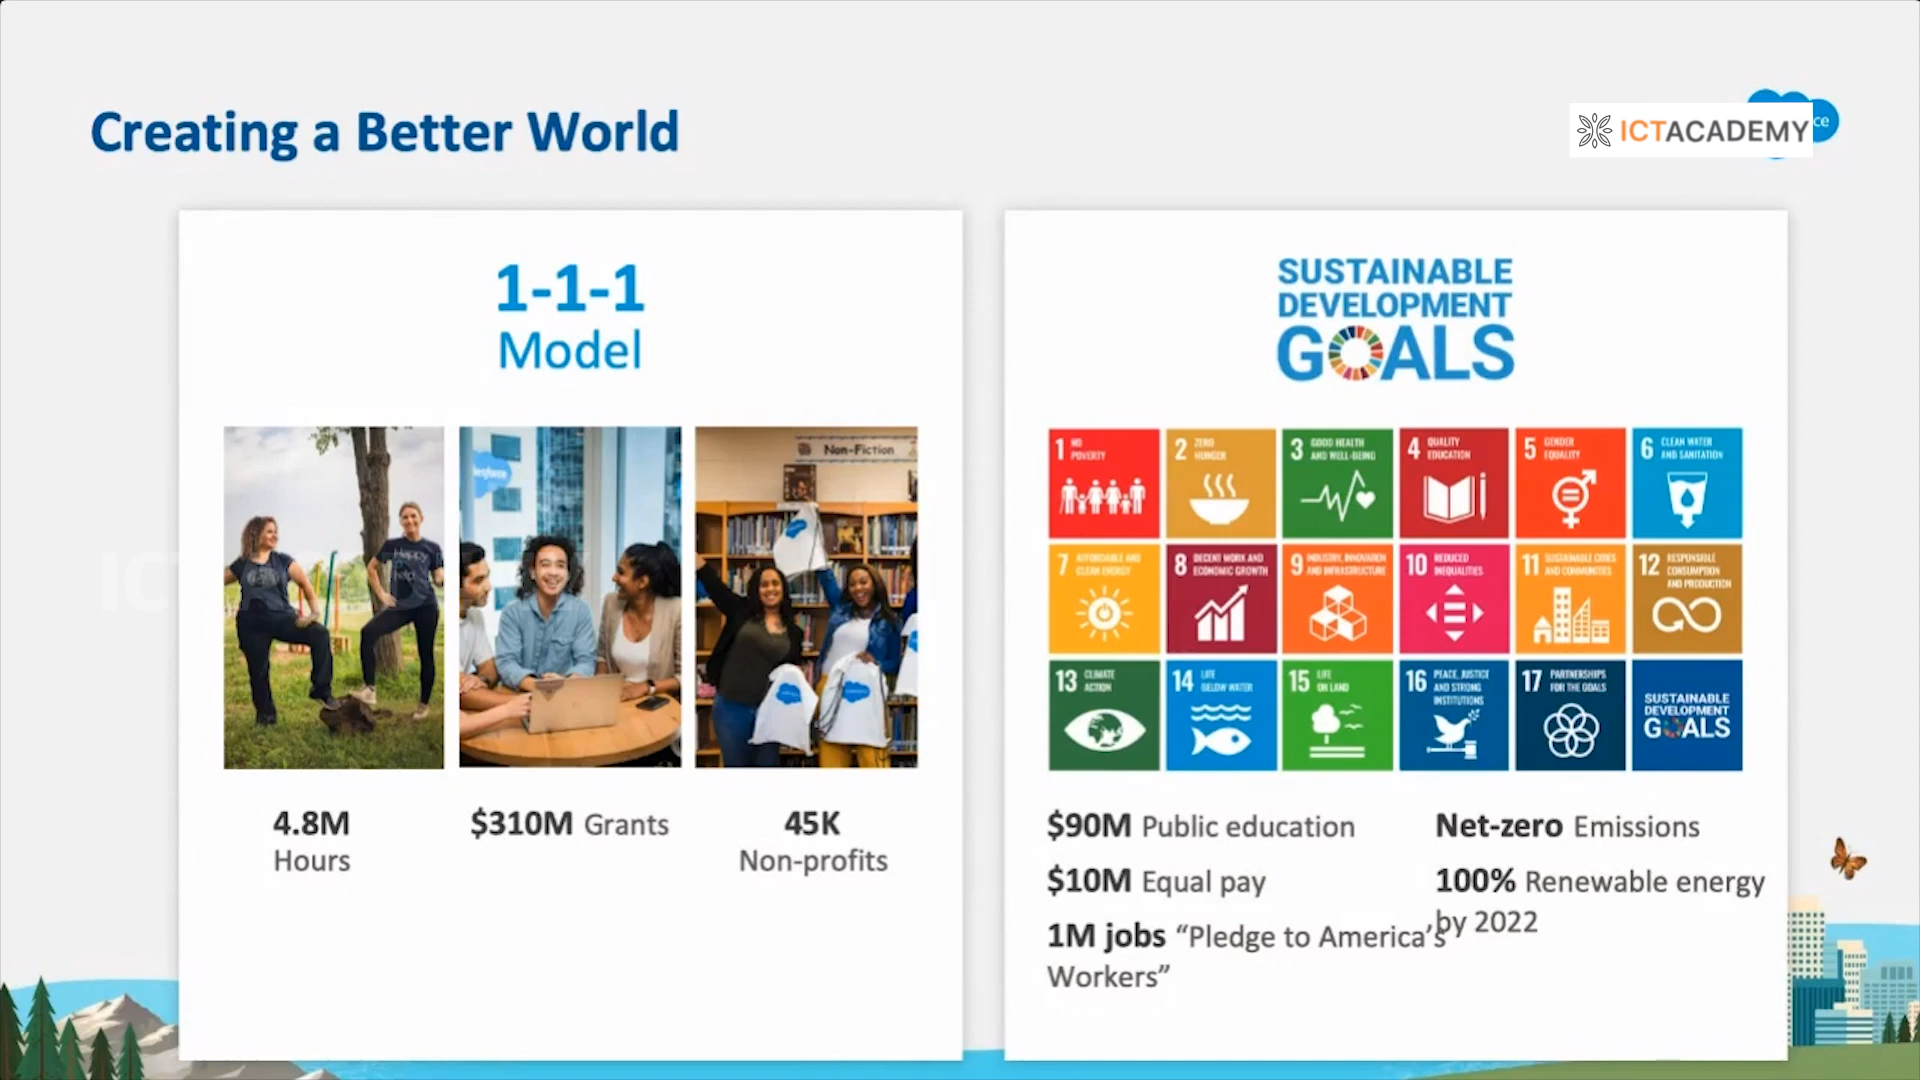 Creating a Better World
ICTACADEMY
ce
1-1-1
Model
Non-Fiction
Happy
4.8M
Hours
$310M Grants
45K
Non-profits
SUSTAINABLE
DEVELOPMENT
GOALS
1 NO
POVERTY
2 ZERO
HUNGER
3 GOOD HEALTH
AND WELL-BEING
4 QUALITY
EDUCATION
5 GENDER
EQUALITY
6 CLEAN WATER
AND SANITATION
7 AFFORDABLE AND
CLEAN ENERGY
8 DECENT WORK AND
ECONOMIC GROWTH
9 INDUSTRY, INNOVATION
AND INFRASTRUCTURE
10 REDUCED
INEQUALITIES
11 SUSTAINABLE CITIES
AND COMMUNITIES
12 RESPONSIBLE
CONSUMPTION
AND PRODUCTION
13 CLIMATE
ACTION
14 LIFE
BELOW WATER
15 LIFE
ON LAND
16 PEACE, JUSTICE
AND STRONG
INSTITUTIONS
17 PARTNERSHIPS
FOR THE GOALS
SUSTAINABLE
DEVELOPMENT
GOALS
$90M Public education
$10M Equal pay
1M jobs “Pledge to America’s
Workers”
Net-zero Emissions
100% Renewable energy
by 2022